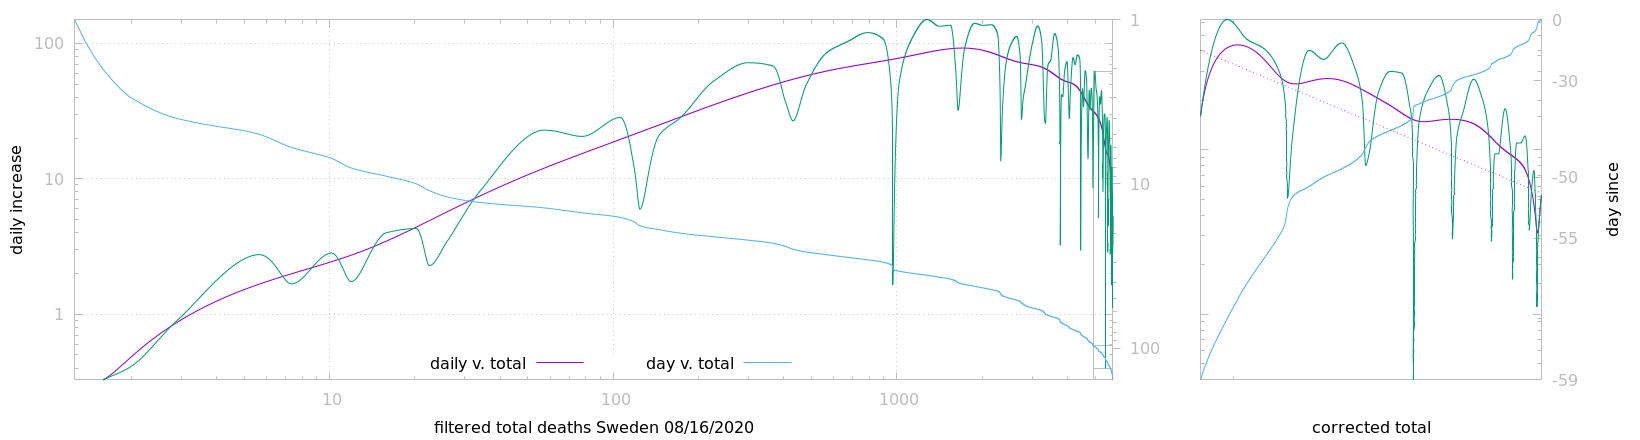 100
10
1
daily increase
10
100
1000
filtered total deaths Sweden 08/16/2020
daily v. total
day v. total
1
10
100
0
-30
-50
-55
-59
day since
corrected total